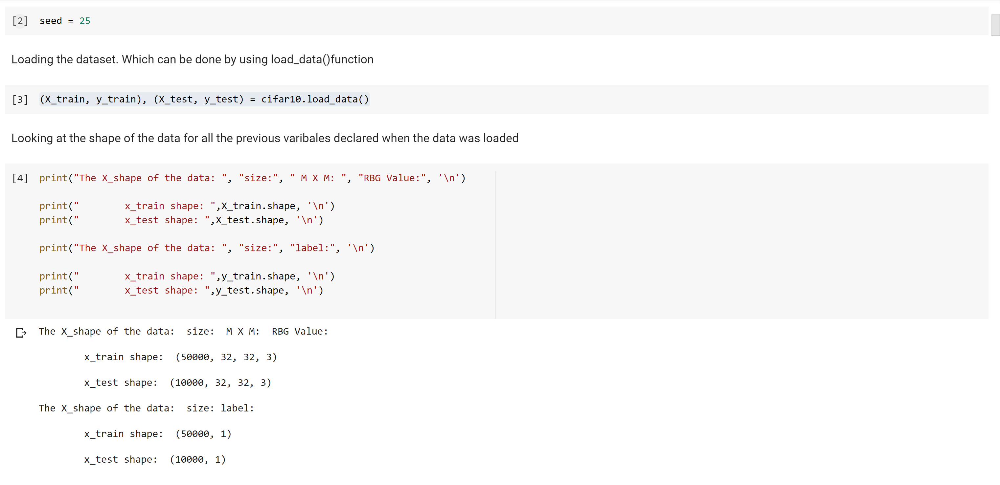 [2] seed = 25
Loading the dataset. Which can be done by using load_data()function
[3] (X_train, y_train), (X_test, y_test) = cifar10.load_data()
Looking at the shape of the data for all the previous varibales declared when the data was loaded
[4] print("The X_shape of the data: ", "size:", " M X M: ", "RBG Value:", '\n')
print("        x_train shape: ",X_train.shape, '\n')
print("        x_test shape: ",X_test.shape, '\n')
print("The X_shape of the data: ", "size:", "label:", '\n')
print("        x_train shape: ",y_train.shape, '\n')
print("        x_test shape: ",y_test.shape, '\n')
The X_shape of the data:  size:  M X M:  RBG Value:
        x_train shape:  (50000, 32, 32, 3)
        x_test shape:  (10000, 32, 32, 3)
The X_shape of the data:  size: label:
        x_train shape:  (50000, 1)
        x_test shape:  (10000, 1)